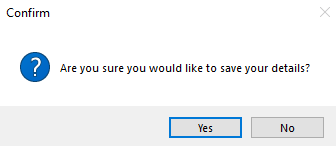 Confirm
Are you sure you would like to save your details?
Yes
No